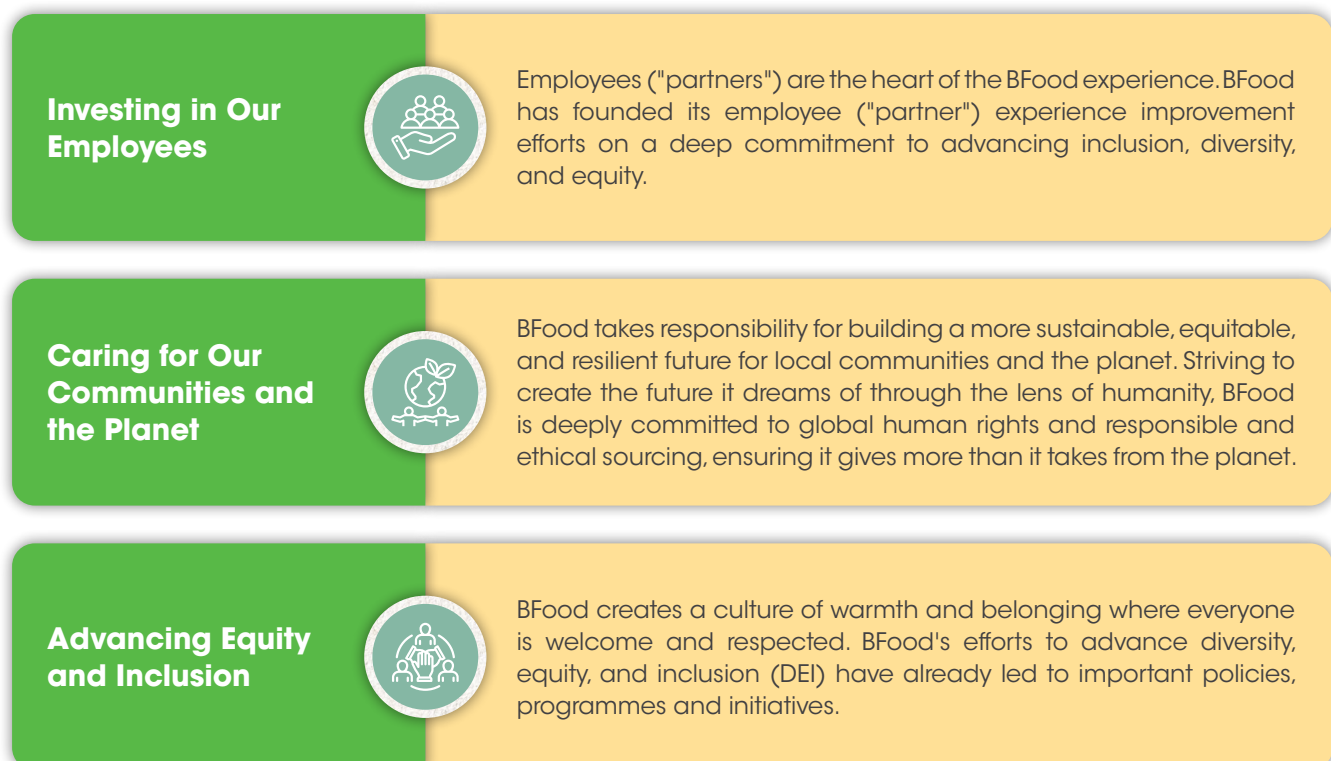 Investing in Our
Employees
Employees ("partners") are the heart of the BFood experience. BFood
has founded its employee ("partner") experience improvement
efforts on a deep commitment to advancing inclusion, diversity,
and equity.
Caring for Our
Communities and
the Planet
BFood takes responsibility for building a more sustainable, equitable,
and resilient future for local communities and the planet. Striving to
create the future it dreams of through the lens of humanity, BFood
is deeply committed to global human rights and responsible and
ethical sourcing, ensuring it gives more than it takes from the planet.
Advancing Equity
and Inclusion
BFood creates a culture of warmth and belonging where everyone
is welcome and respected. BFood's efforts to advance diversity,
equity, and inclusion (DEI) have already led to important policies,
programmes and initiatives.